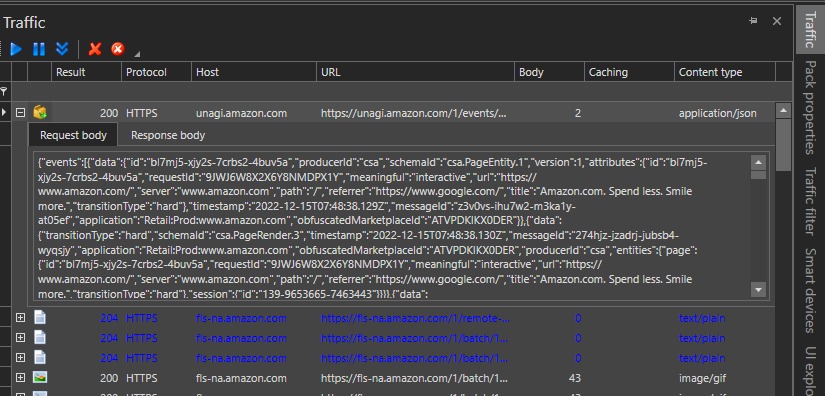 Traffic
Result Protocol Host URL Body Caching Content type
200 HTTPS unagi.amazon.com https://unagi.amazon.com/1/events/... 2 application/json
Request body Response body
{"events":[{"data":{"id":"bl7mj5-xjy2s-7crbs2-4buv5a","producerId":"csa","schemaId":"csa.PageEntity.1","version":1,"attributes":{"id":"bl7mj5-
xjy2s-7crbs2-4buv5a","requestId":"9JWJ6W8X2X6Y8NMDPX1Y","meaningful":"interactive","url":"https://
www.amazon.com/","server":"www.amazon.com","path":"/","referrer":"https://www.google.com/","title":"Amazon.com. Spend less. Smile
more.","transitionType":"hard"},"timestamp":"2022-12-15T07:48:38.129Z","messageId":"z3v0vs-ihu7w2-m3ka1y-
at05ef","application":"Retail:Prod:www.amazon.com","obfuscatedMarketplaceId":"ATVPDKIKX0DER"}},{"data":
{"transitionType":"hard","schemaId":"csa.PageRender.3","timestamp":"2022-12-15T07:48:38.130Z","messageId":"274hjz-jzadrj-jubsb4-
wyqsjy","application":"Retail:Prod:www.amazon.com","obfuscatedMarketplaceId":"ATVPDKIKX0DER","producerId":"csa","entities":{"page":
{"id":"bl7mj5-xjy2s-7crbs2-4buv5a","requestId":"9JWJ6W8X2X6Y8NMDPX1Y","meaningful":"interactive","url":"https://
www.amazon.com/","server":"www.amazon.com","path":"/","referrer":"https://www.google.com/","title":"Amazon.com. Spend less. Smile
more.","transitionType":"hard"},"session":{"id":"139-9653665-7463443"}}}},{"data":
204 HTTPS fls-na.amazon.com https://fls-na.amazon.com/1/remote-... 0 text/plain
204 HTTPS fls-na.amazon.com https://fls-na.amazon.com/1/batch/1... 0 text/plain
204 HTTPS fls-na.amazon.com https://fls-na.amazon.com/1/batch/1... 0 text/plain
200 HTTPS fls-na.amazon.com https://fls-na.amazon.com/1/batch/1... 43 image/gif
Traffic
Pack properties
Traffic filter
Smart devices
UI explo